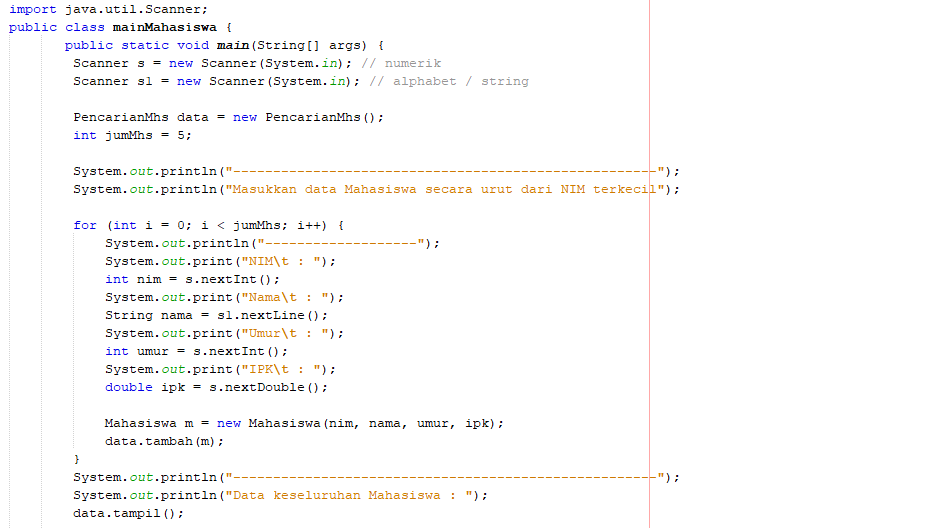 import java.util.Scanner;
public class mainMahasiswa {
public static void main(String[] args) {
Scanner s = new Scanner(System.in); // numerik
Scanner sl = new Scanner(System.in); // alphabet / string
PencarianMhs data = new PencarianMhs();
int jumMhs = 5;
System.out.println("-----------------------------------------------------");
System.out.println("Masukkan data Mahasiswa secara urut dari NIM terkecil");
for (int i = 0; i < jumMhs; i++) {
System.out.println("-------------------");
System.out.print("NIM\t : ");
int nim = s.nextInt();
System.out.print("Nama\t : ");
String nama = sl.nextLine();
System.out.print("Umur\t : ");
int umur = s.nextInt();
System.out.print("IPK\t : ");
double ipk = s.nextDouble();
Mahasiswa m = new Mahasiswa(nim, nama, umur, ipk);
data.tambah(m);
}
System.out.println("-----------------------------------------------------");
System.out.println("Data keseluruhan Mahasiswa : ");
data.tampil();